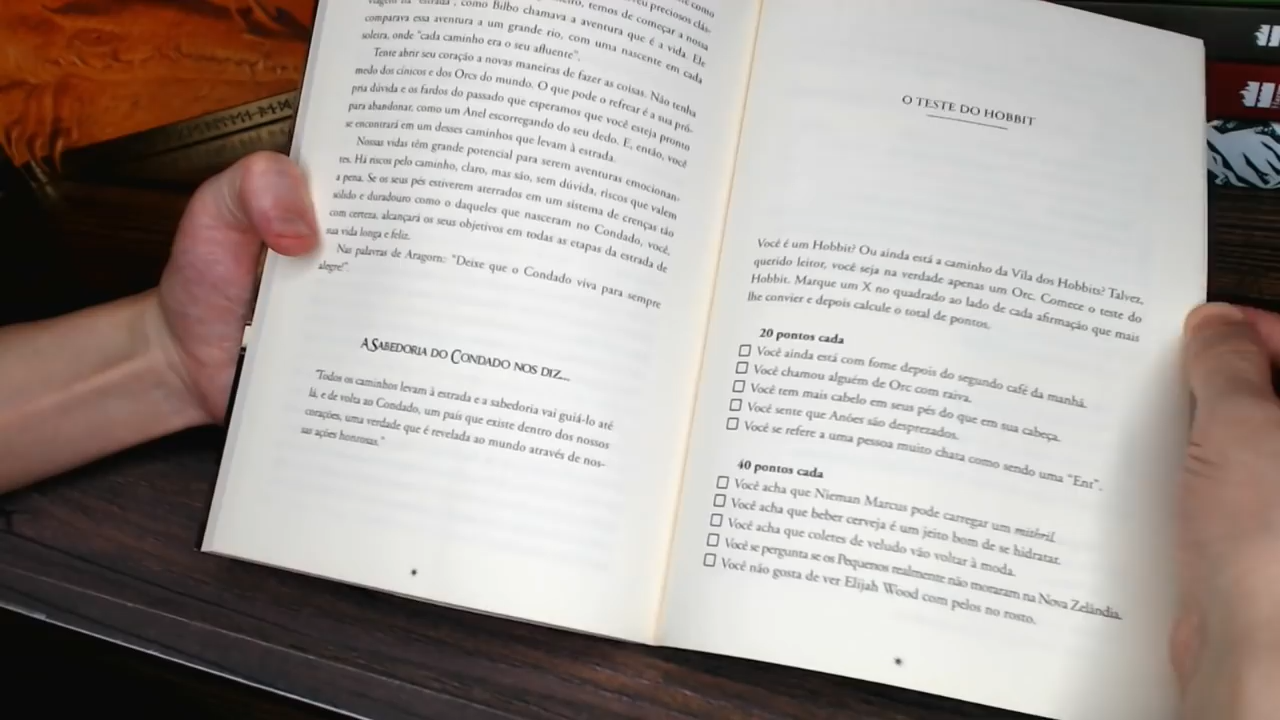 como Bilbo chamava a aventura que é a vida. Ele
comparava essa aventura a um grande rio, com uma nascente em cada
soleira, onde "cada caminho era o seu afluente".
Tente abrir seu coração a novas maneiras de fazer as coisas. Não tenha
medo dos cínicos e dos Orcs do mundo. O que pode o refrear é a sua pró-
pria dúvida e os fardos do passado que esperamos que você esteja pronto
para abandonar, como um Anel escorregando do seu dedo. E, então, você
se encontrará em um desses caminhos que levam à estrada.
Nossas vidas têm grande potencial para serem aventuras emocionan-
tes. Há riscos pelo caminho, claro, mas são, sem dúvida, riscos que valem
a pena. Se os seus pés estiverem aterrados em um sistema de crenças tão
sólido e duradouro como o daqueles que nasceram no Condado, você,
com certeza, alcançará os seus objetivos em todas as etapas da estrada de
sua vida longa e feliz.
Nas palavras de Aragorn: "Deixe que o Condado viva para sempre
alegre!".
A SABEDORIA DO CONDADO NOS DIZ...
"Todos os caminhos levam à estrada e a sabedoria vai guiá-lo até
lá, e de volta ao Condado, um país que existe dentro dos nossos
corações, uma verdade que é revelada ao mundo através de nos-
sas ações honrosas."
O TESTE DO HOBBIT
Você é um Hobbit? Ou ainda está a caminho da Vila dos Hobbits? Talvez,
querido leitor, você seja na verdade apenas um Orc. Comece o teste do
Hobbit. Marque um X no quadrado ao lado de cada afirmação que mais
lhe convier e depois calcule o total de pontos.
20 pontos cada
Você ainda está com fome depois do segundo café da manhã.
Você chamou alguém de Orc com raiva.
Você tem mais cabelo em seus pés do que em sua cabeça.
Você sente que Anões são desprezados.
Você se refere a uma pessoa muito chata como sendo uma "Ent".
40 pontos cada
Você acha que Nieman Marcus pode carregar um mithril.
Você acha que beber cerveja é um jeito bom de se hidratar.
Você acha que coletes de veludo vão voltar à moda.
Você se pergunta se os Pequenos realmente não moraram na Nova Zelândia.
Você não gosta de ver Elijah Wood com pelos no rosto.